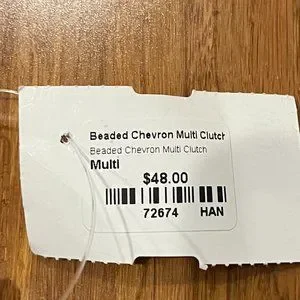 Beaded Chevron Multi Clutch
Beaded Chevron Multi Clutch
Multi
$48.00
72674 HAN